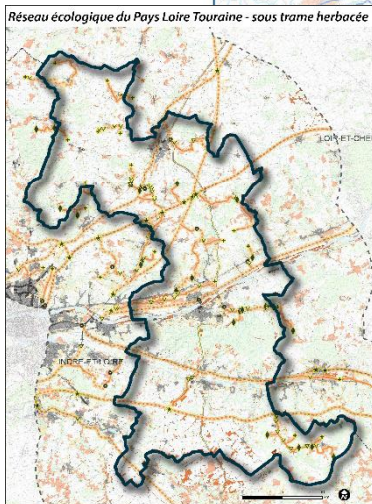 Réseau écologique du Pays Loire Touraine - sous trame herbacée
LOIR-ET-CHER
INDRE-ET-LOIRE